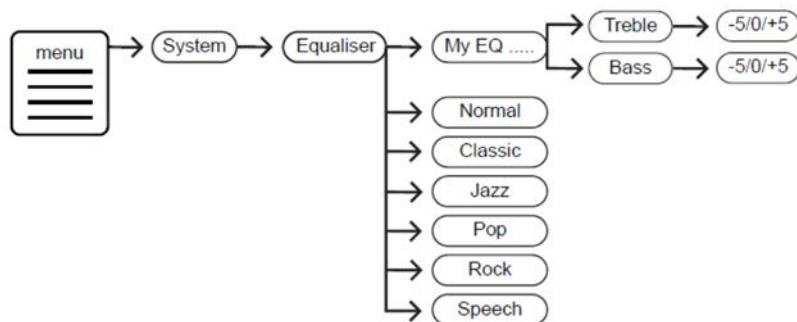 menu
System
Equaliser
My EQ .....
Treble
-5/0/+5
Bass
-5/0/+5
Normal
Classic
Jazz
Pop
Rock
Speech